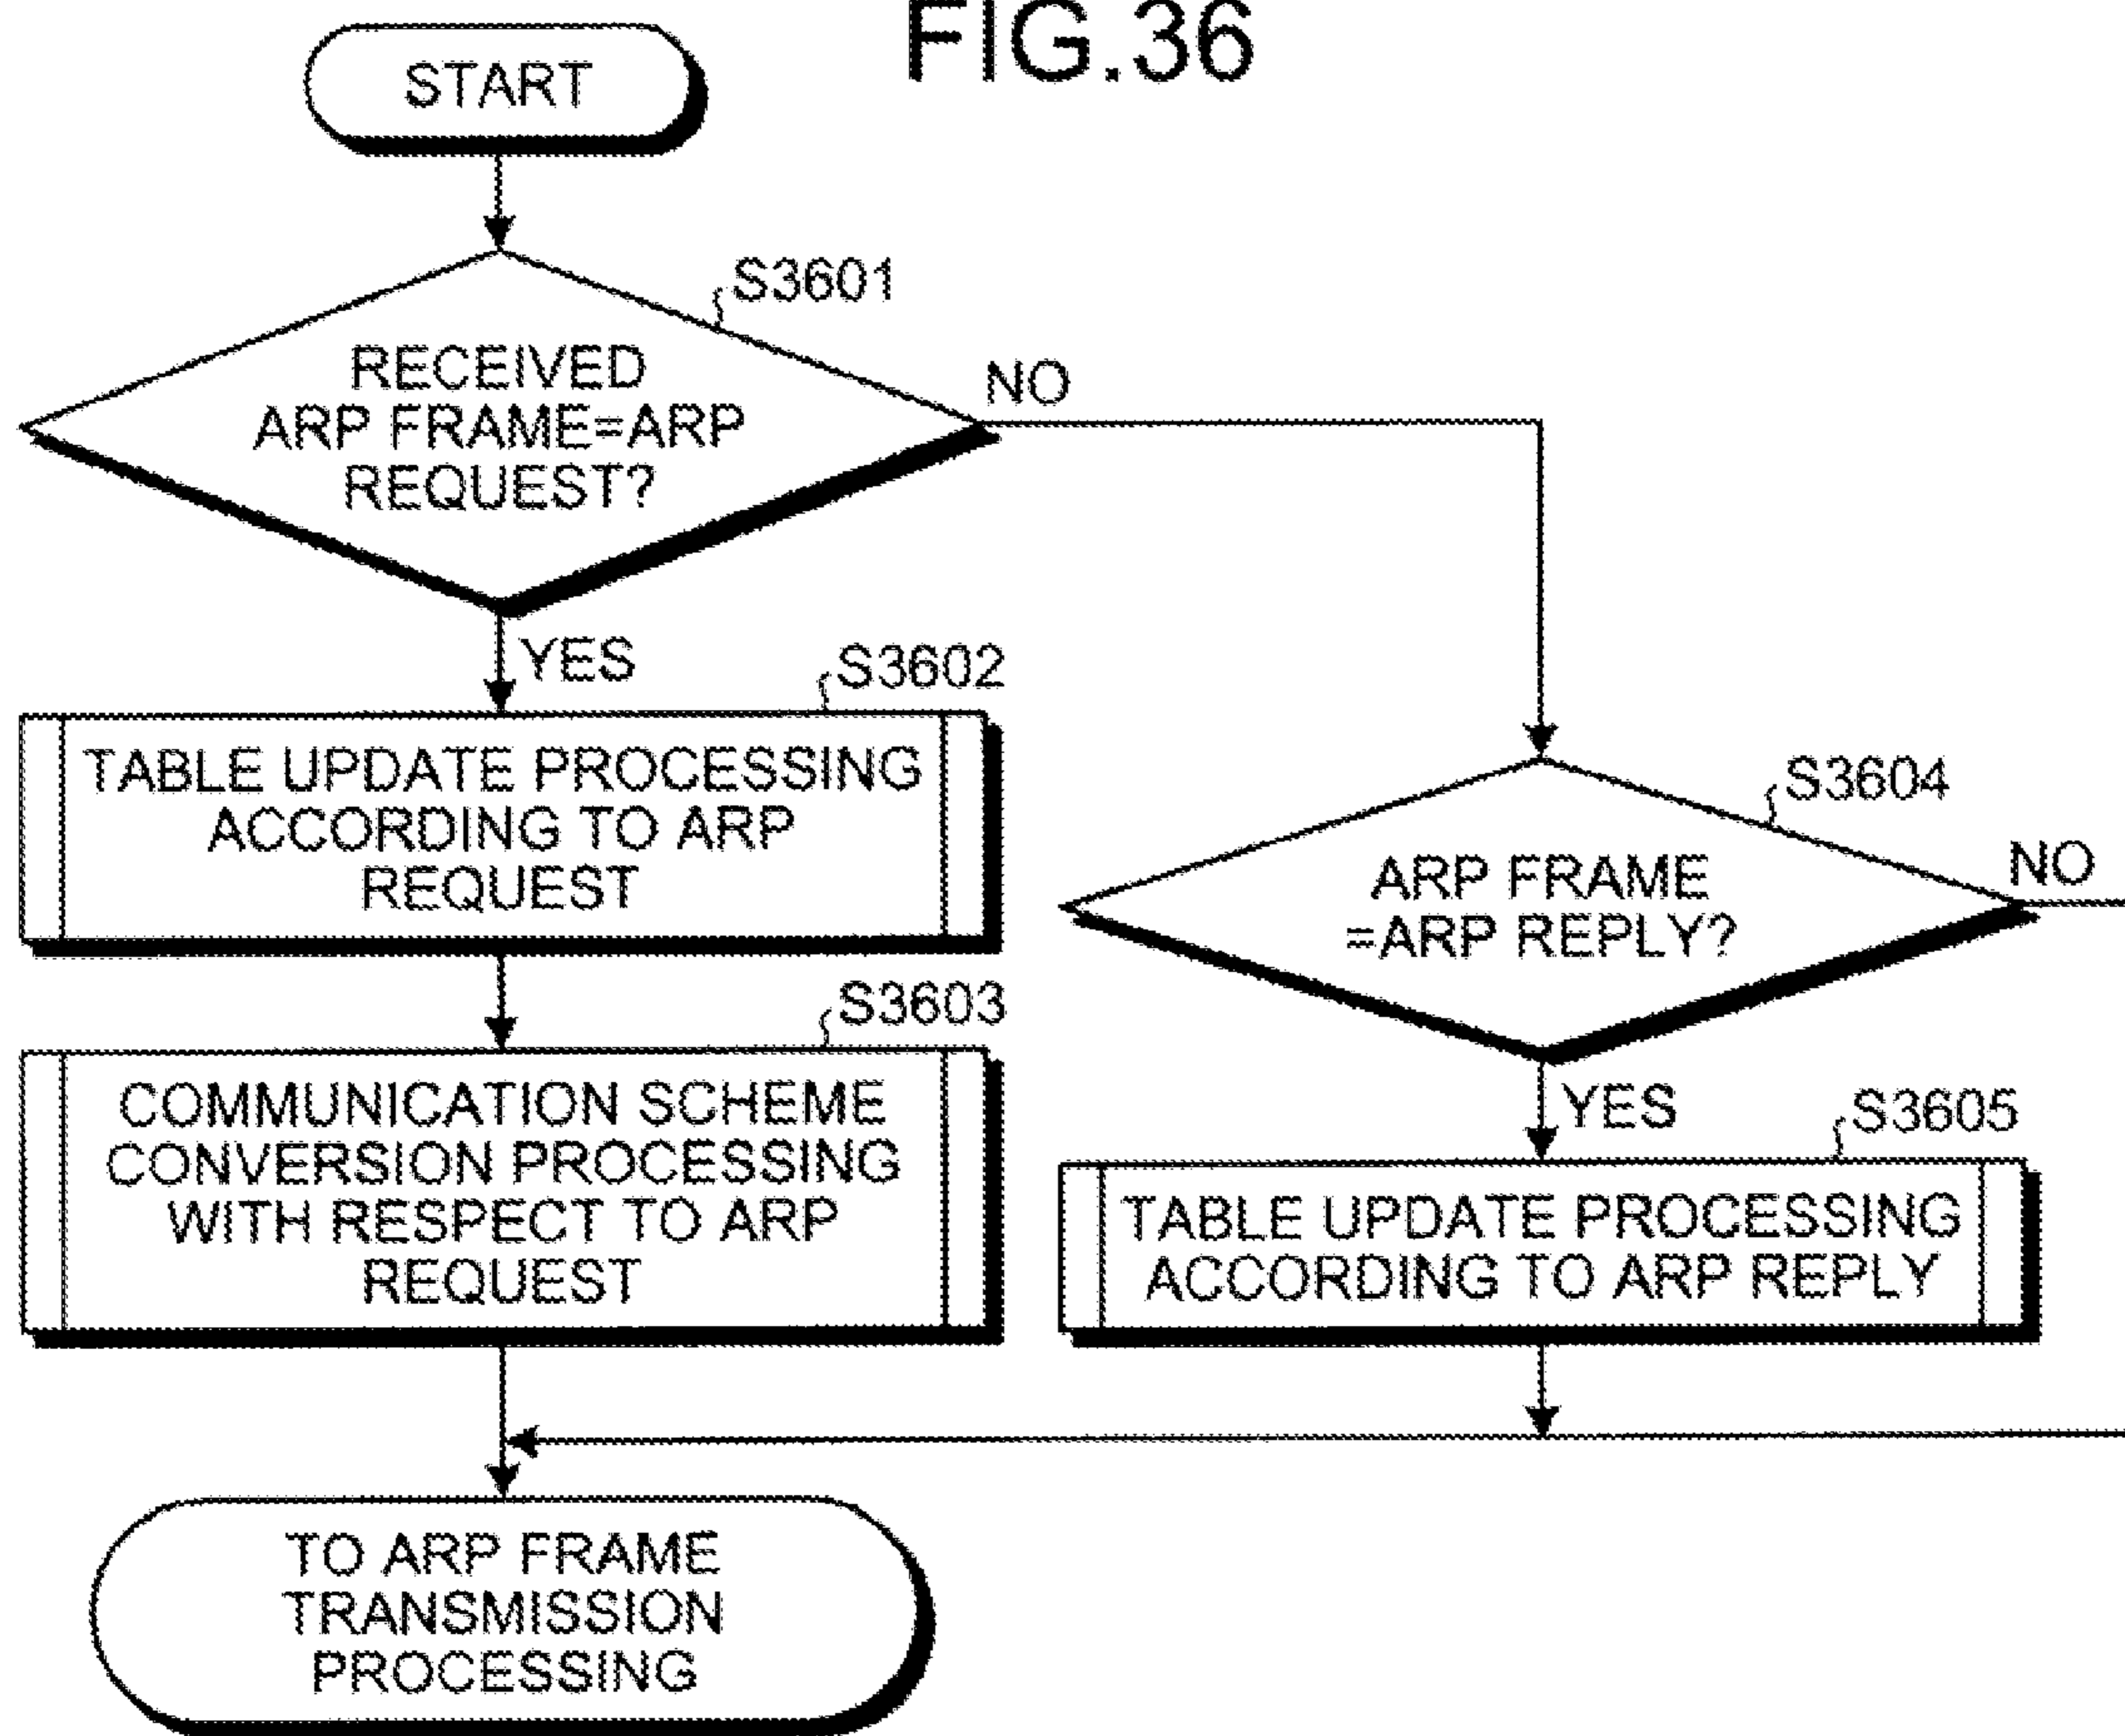 FIG.36
START
S3601
RECEIVED
ARP FRAME=ARP
REQUEST?
NO
YES
S3602
TABLE UPDATE PROCESSING
ACCORDING TO ARP
REQUEST
S3603
COMMUNICATION SCHEME
CONVERSION PROCESSING
WITH RESPECT TO ARP
REQUEST
S3604
ARP FRAME
=ARP REPLY?
NO
YES
S3605
TABLE UPDATE PROCESSING
ACCORDING TO ARP REPLY
TO ARP FRAME
TRANSMISSION
PROCESSING